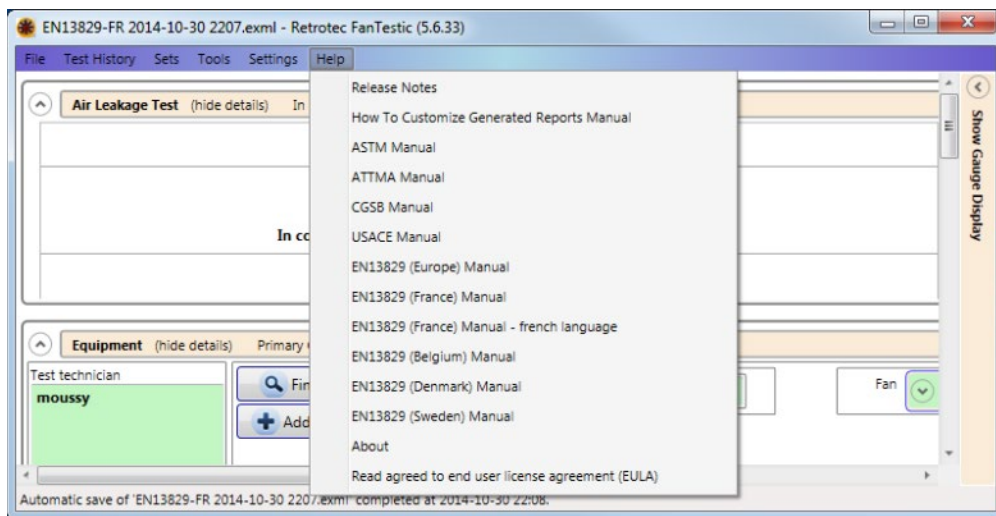 EN13829-FR 2014-10-30 2207.exml - Retrotec FanTestic (5.6.33)
File Test History Sets Tools Settings Help
Air Leakage Test (hide details) In
In cc
Equipment (hide details) Primary
Test technician
moussy
Fin
Add
Release Notes
How To Customize Generated Reports Manual
ASTM Manual
ATTMA Manual
CGSB Manual
USACE Manual
EN13829 (Europe) Manual
EN13829 (France) Manual
EN13829 (France) Manual - french language
EN13829 (Belgium) Manual
EN13829 (Denmark) Manual
EN13829 (Sweden) Manual
About
Read agreed to end user license agreement (EULA)
Fan
Show Gauge Display
Automatic save of 'EN13829-FR 2014-10-30 2207.exml' completed at 2014-10-30 22:08.